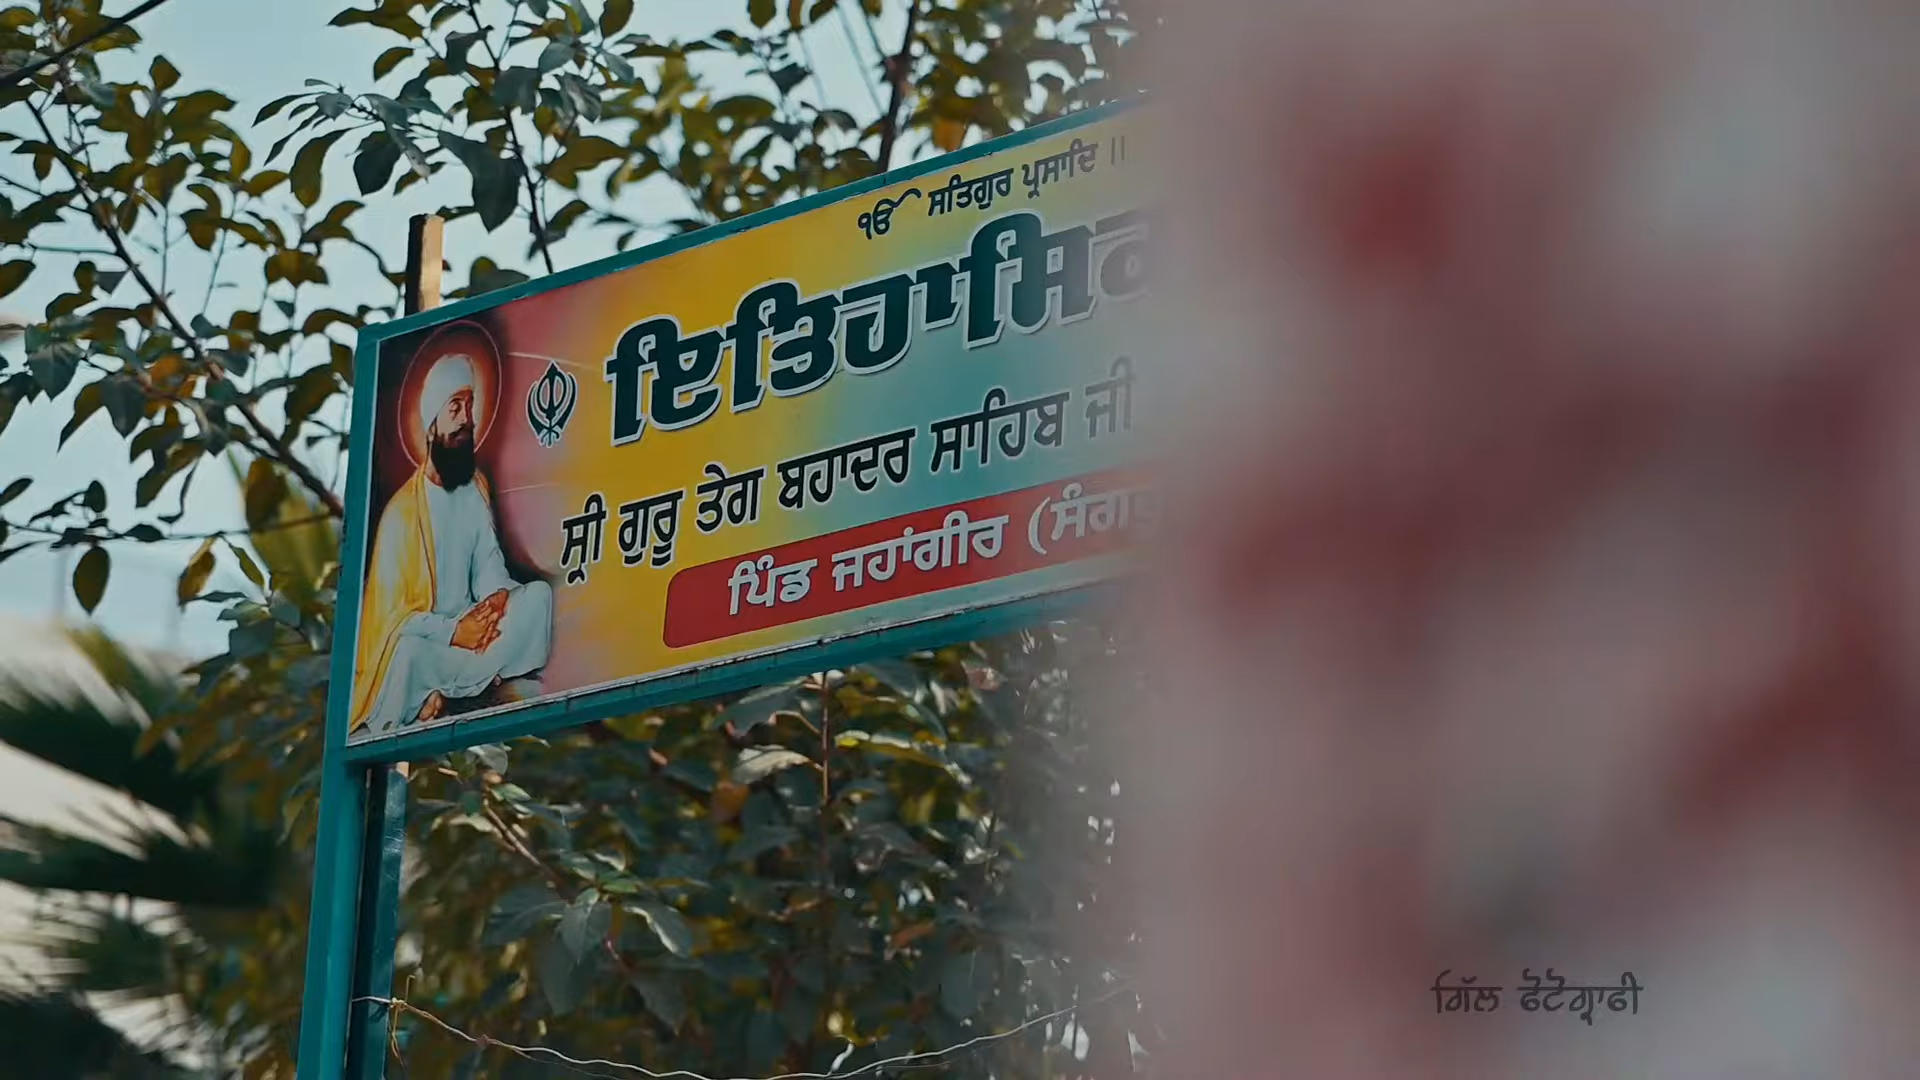 ੴ ਸਤਿਗੁਰ ਪ੍ਰਸਾਦਿ ॥
ਇਤਿਹਾਸਿਕ
ਸ੍ਰੀ ਗੁਰੂ ਤੇਗ ਬਹਾਦਰ ਸਾਹਿਬ ਜੀ
ਪਿੰਡ ਜਹਾਂਗੀਰ
ਗਿੱਲ ਫੋਟੋਗ੍ਰਾਫੀ